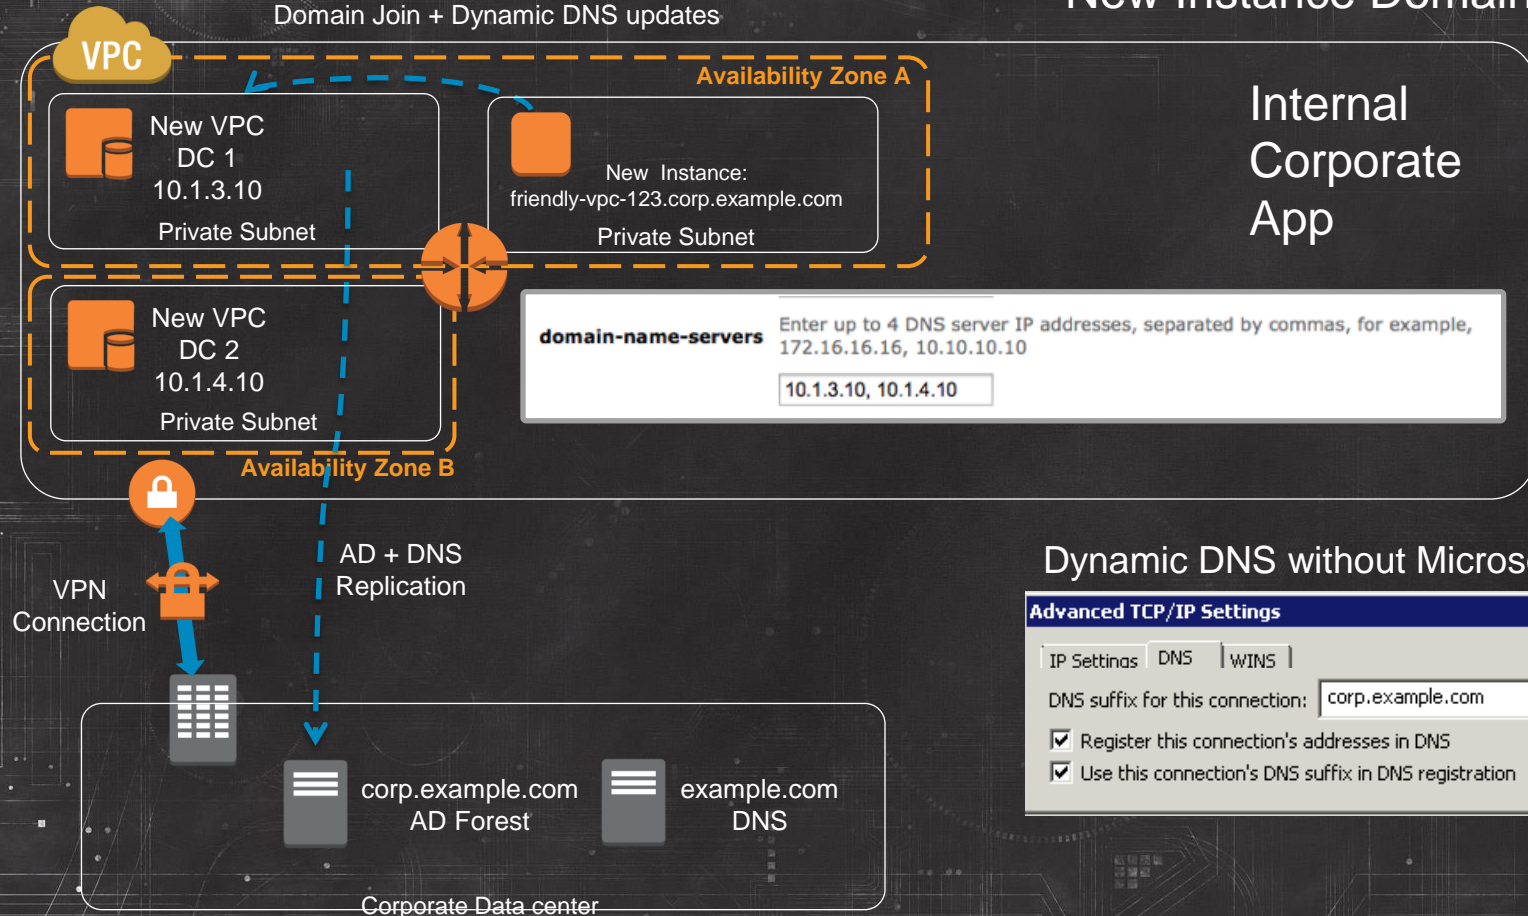 Domain Join + Dynamic DNS updates
New Instance Domain
VPC
Availability Zone A
New VPC
DC 1
10.1.3.10
Private Subnet
New Instance:
friendly-vpc-123.corp.example.com
Private Subnet
Internal
Corporate
App
New VPC
DC 2
10.1.4.10
Private Subnet
Availability Zone B
domain-name-servers
Enter up to 4 DNS server IP addresses, separated by commas, for example,
172.16.16.16, 10.10.10.10
10.1.3.10, 10.1.4.10
AD + DNS
Replication
VPN
Connection
Dynamic DNS without Micros
Advanced TCP/IP Settings
IP Settings DNS WINS
DNS suffix for this connection: corp.example.com
Register this connection's addresses in DNS
Use this connection's DNS suffix in DNS registration
corp.example.com
AD Forest
example.com
DNS
Corporate Data center